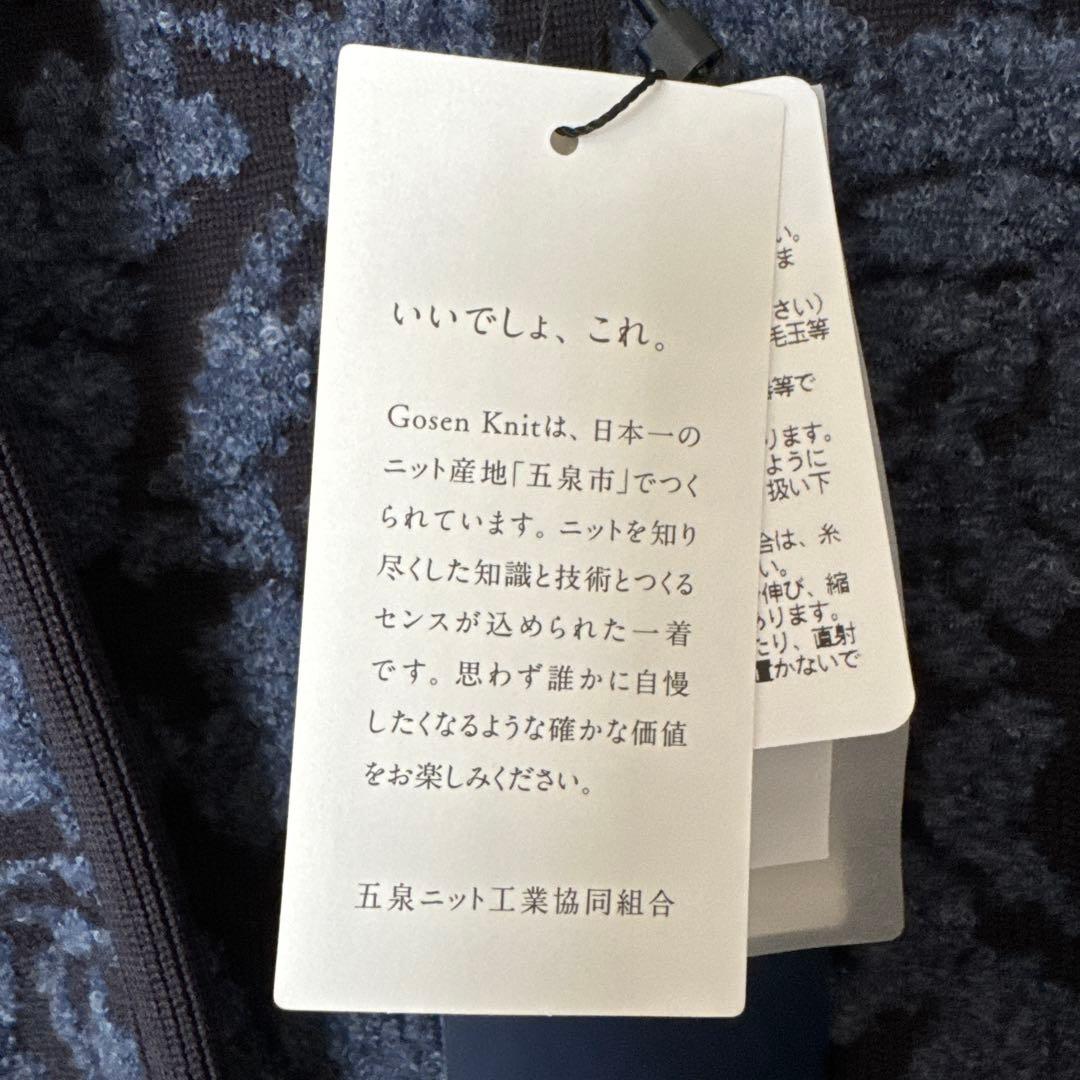 いいでしょ、これ。
Gosen Knitは、日本一の
ニット産地「五泉市」でつく
られています。ニットを知り
尽くした知識と技術とつくる
センスが込められた一着
です。思わず誰かに自慢
したくなるような確かな価値
をお楽しみください。
五泉ニット工業協同組合
い。
ま
さい）
毛玉等
等で
ります。
ように
扱い下
合は、糸
い。
伸び、縮
あります。
たり、直射
置かないで